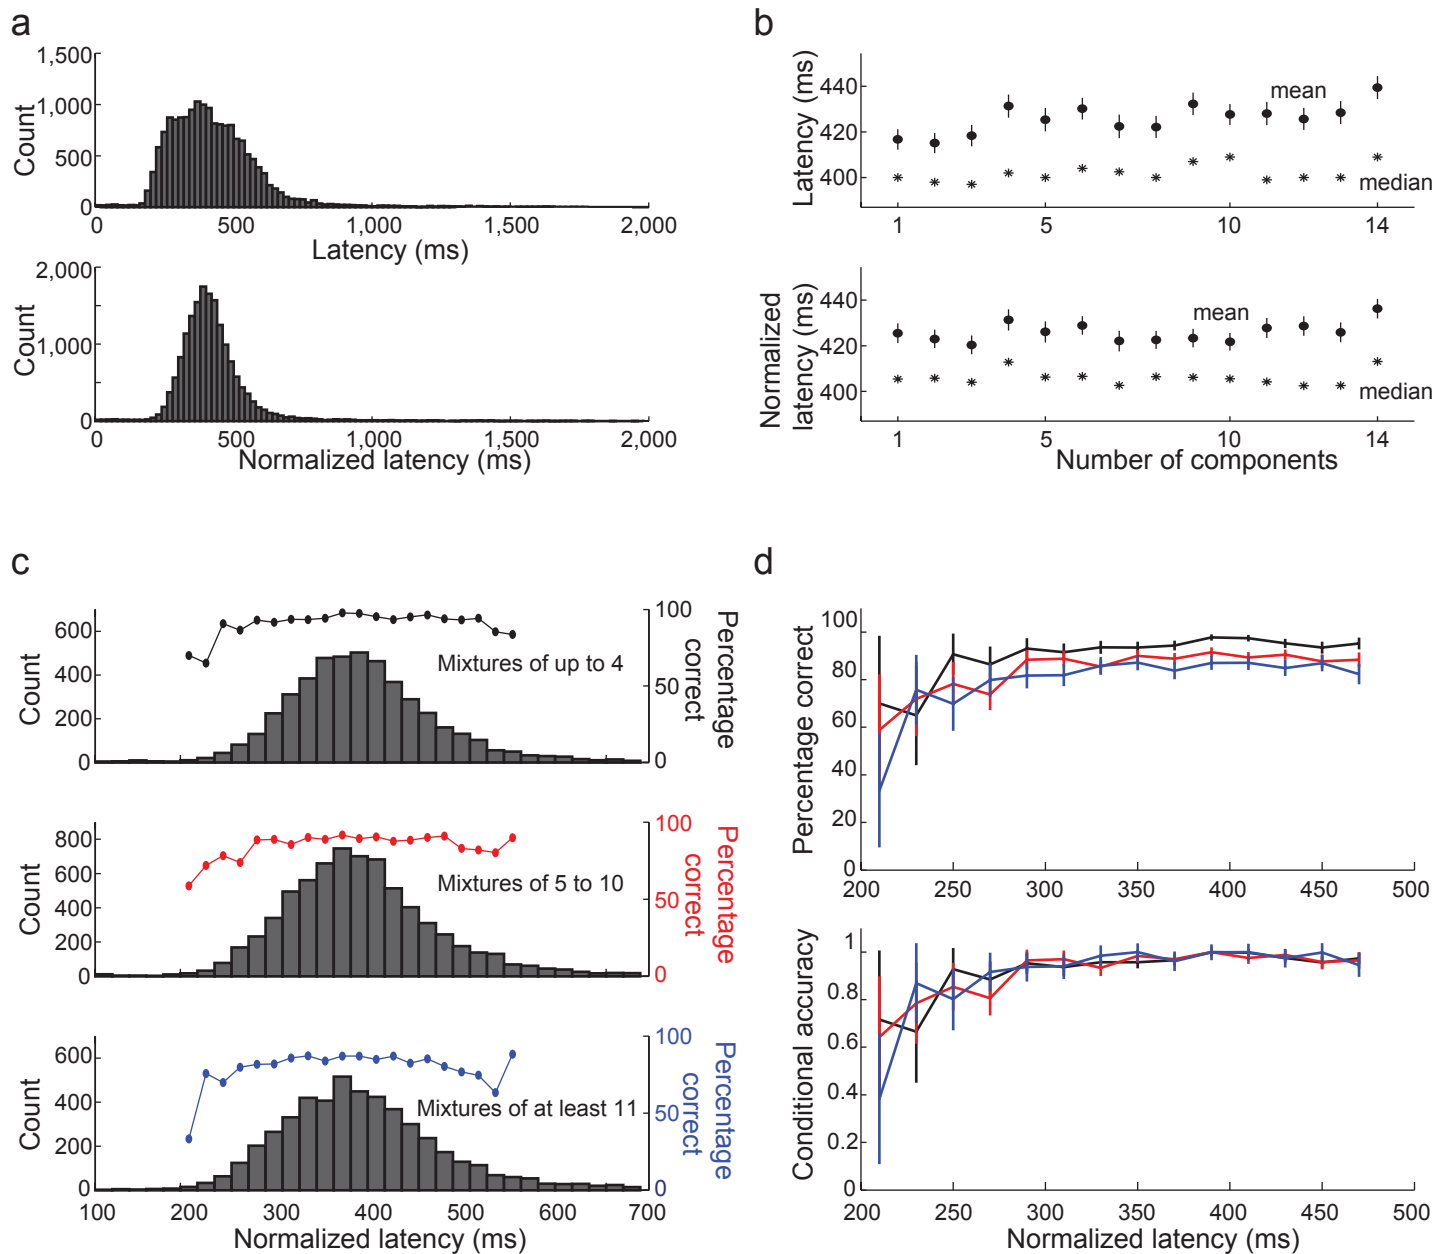 a
1,500
1,000
500
0
Count
0 500 1,000 1,500 2,000
Latency (ms)
2,000
1,000
0
Count
0 500 1,000 1,500 2,000
Normalized latency (ms)
b
440
420
400
Latency (ms)
mean
median
1 5 10 14
440
420
400
Normalized
latency (ms)
mean
median
1 5 10 14
Number of components
c
600
400
200
0
Count
Mixtures of up to 4
100
50
0
Percentage
correct
800
600
400
200
0
Count
Mixtures of 5 to 10
100
50
0
Percentage
correct
600
400
200
0
Count
Mixtures of at least 11
100
50
0
Percentage
correct
100 200 300 400 500 600 700
Normalized latency (ms)
d
100
80
60
40
20
0
Percentage correct
200 250 300 350 400 450 500
1
0.8
0.6
0.4
0.2
0
Conditional accuracy
200 250 300 350 400 450 500
Normalized latency (ms)